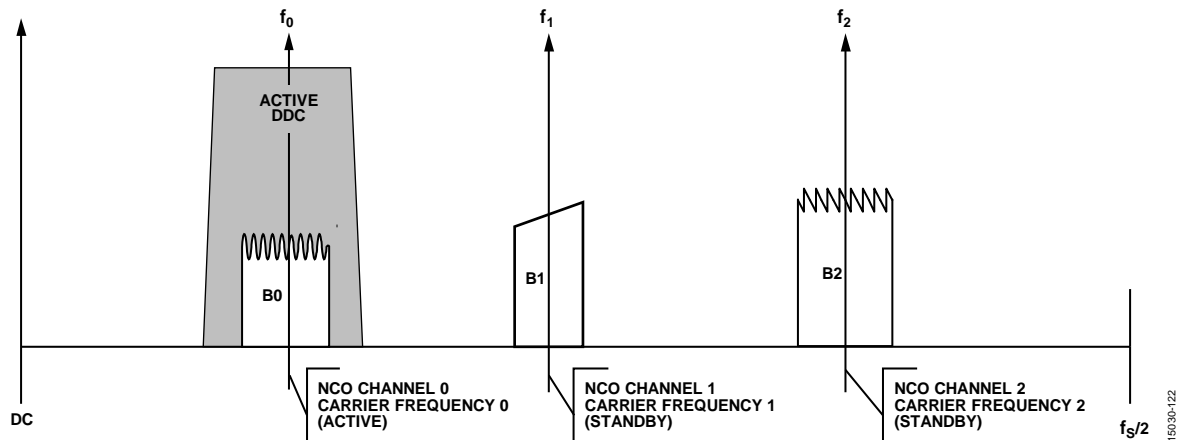 f0
f1
f2
ACTIVE
DDC
B0
B1
B2
DC
NCO CHANNEL 0
CARRIER FREQUENCY 0
(ACTIVE)
NCO CHANNEL 1
CARRIER FREQUENCY 1
(STANDBY)
NCO CHANNEL 2
CARRIER FREQUENCY 2
(STANDBY)
fS/2
15030-122